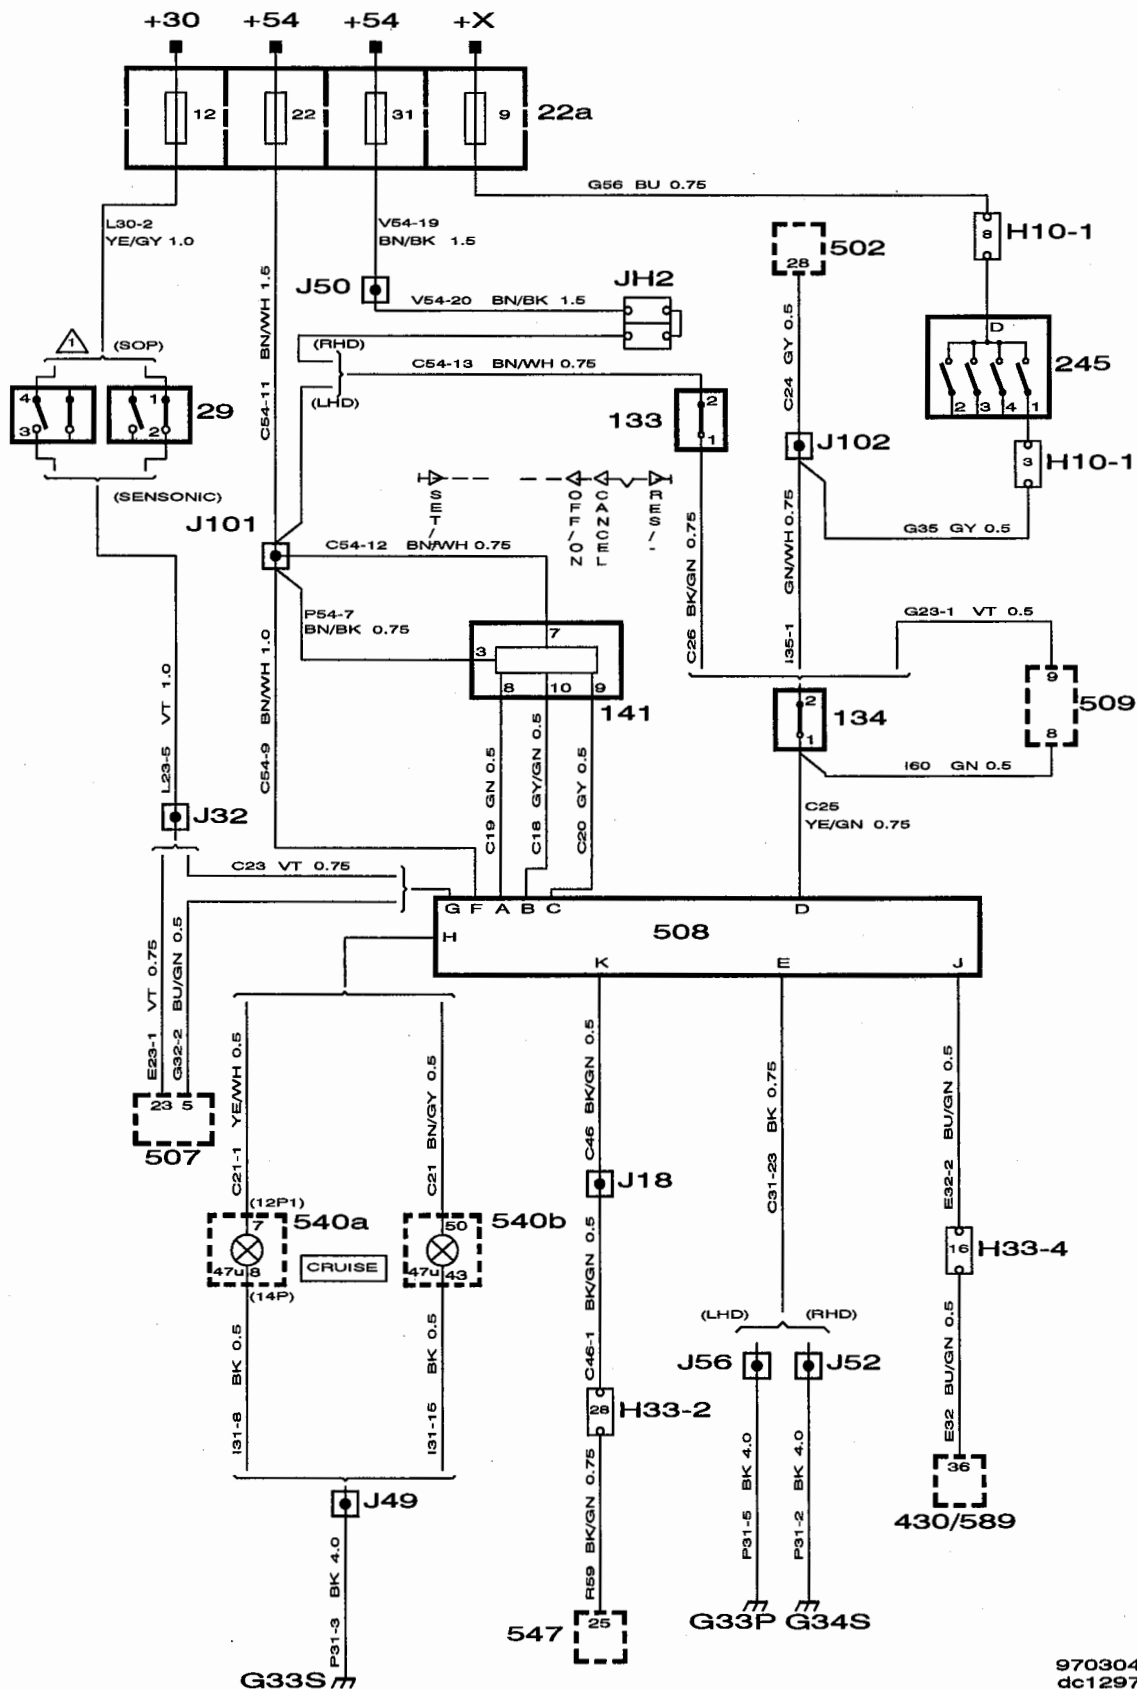 +30 +54 +54 +X
12 22 31 9 22a
G56 BU 0.75
L30-2
YE/GY 1.0
V54-19
BN/BK 1.5
8 H10-1
502
28
J50
JH2
V54-20 BN/BK 1.5
C54-11 BN/WH 1.5
C24 GY 0.5
D
245
2 3 4 1
1
(SOP)
(RHD)
C54-13 BN/WH 0.75
(LHD)
4 3 1 2 29
133
2
1
J102
3 H10-1
G35 GY 0.5
(SENSONIC)
SET/+
OFF/ON
CANCEL
RES/-
J101
C54-12 BN/WH 0.75
C26 BK/GN 0.75
I35-1 GN/WH 0.75
P54-7
BN/BK 0.75
G23-1 VT 0.5
7
3
8 10 9
141
9
509
8
L23-5 VT 1.0
C54-9 BN/WH 1.0
2
134
1
I60 GN 0.5
C19 GN 0.5
C18 GY/GN 0.5
C20 GY 0.5
C25
YE/GN 0.75
J32
C23 VT 0.75
G F A B C D
H 508
K E J
E23-1 VT 0.75
G32-2 BU/GN 0.5
23 5
507
C21-1 YE/WH 0.5
C21 BN/GY 0.5
C46 BK/GN 0.5
C31-23 BK 0.75
E32-2 BU/GN 0.5
J18
(12P1)
7 540a
50 540b
CRUISE
47u 8
47u 43
(14P)
16 H33-4
C46-1 BK/GN 0.5
(LHD) (RHD)
J56 J52
I31-8 BK 0.5
I31-15 BK 0.5
28 H33-2
E32 BU/GN 0.5
36
430/589
J49
R59 BK/GN 0.75
P31-5 BK 4.0
P31-2 BK 4.0
P31-3 BK 4.0
547 25
G33P G34S
G33S
970304
dc1297